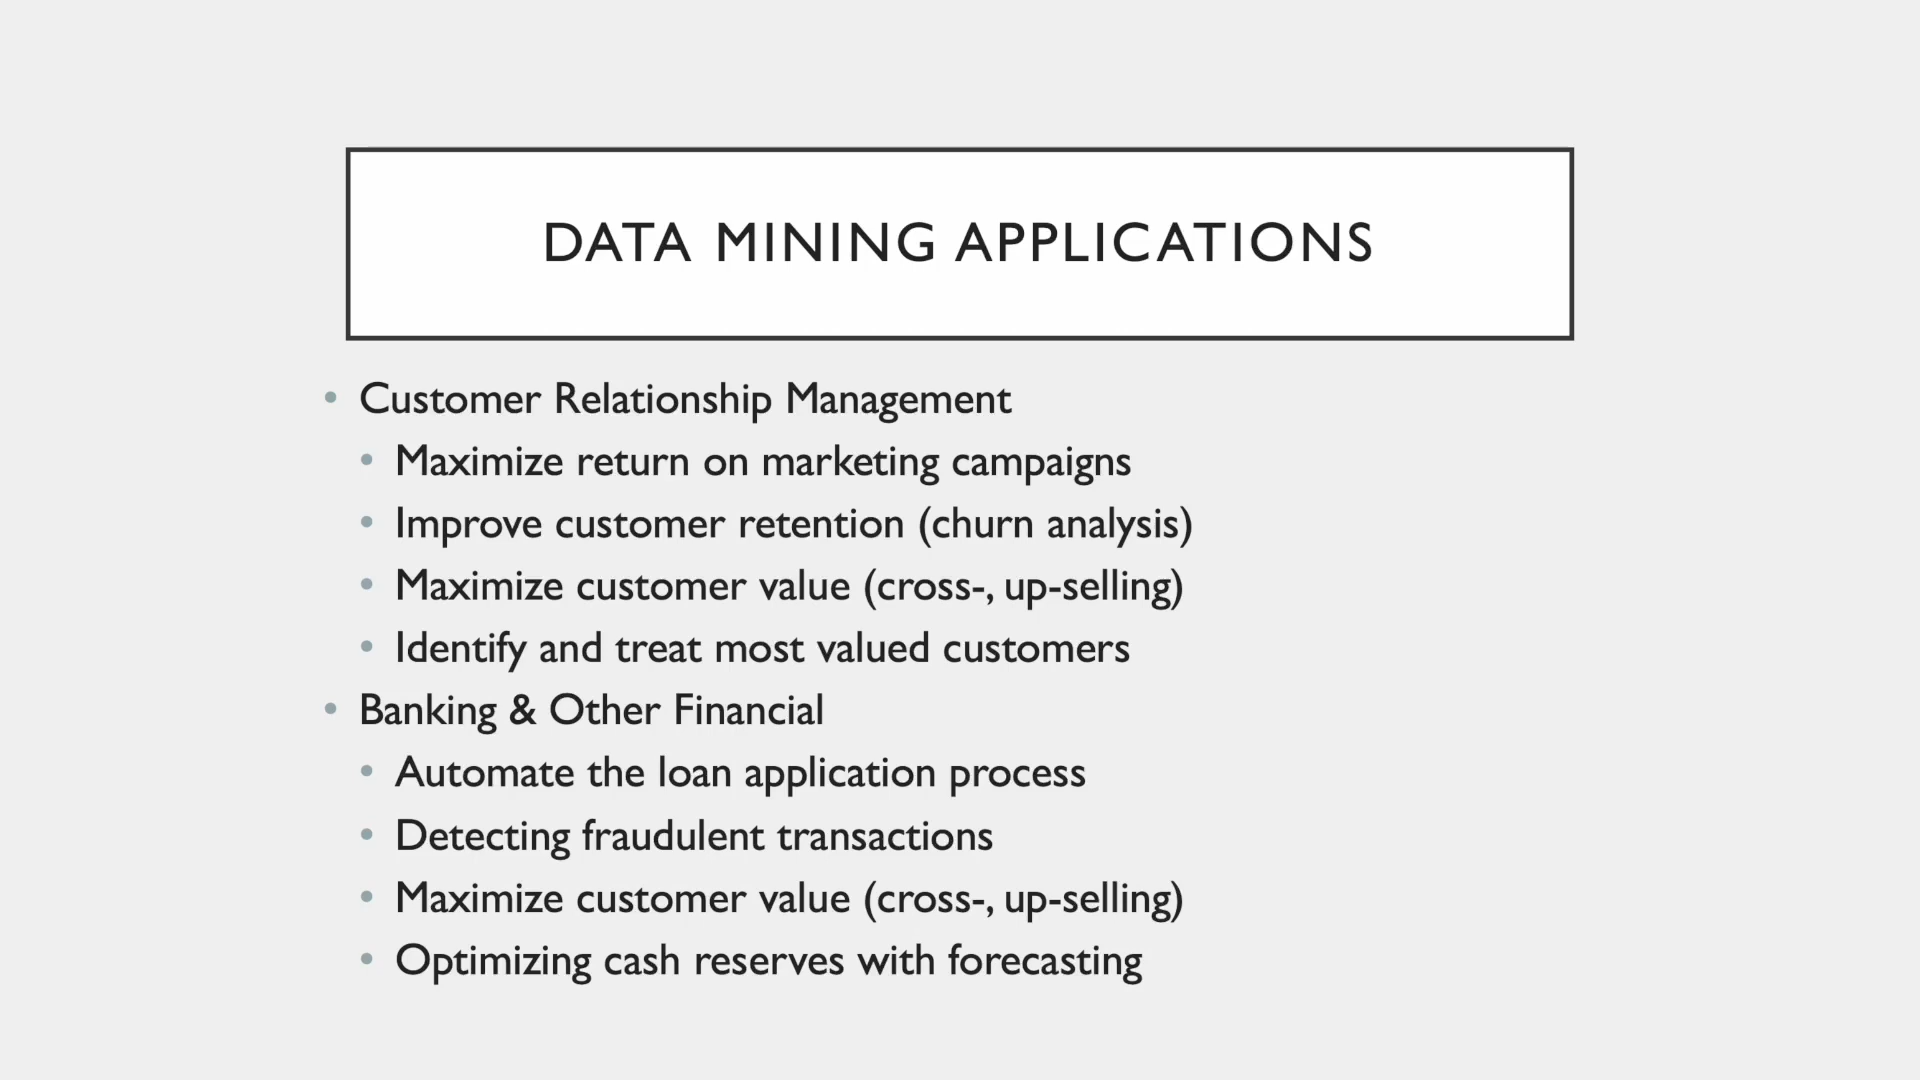 DATA MINING APPLICATIONS
• Customer Relationship Management
• Maximize return on marketing campaigns
• Improve customer retention (churn analysis)
• Maximize customer value (cross-, up-selling)
• Identify and treat most valued customers
• Banking & Other Financial
• Automate the loan application process
• Detecting fraudulent transactions
• Maximize customer value (cross-, up-selling)
• Optimizing cash reserves with forecasting